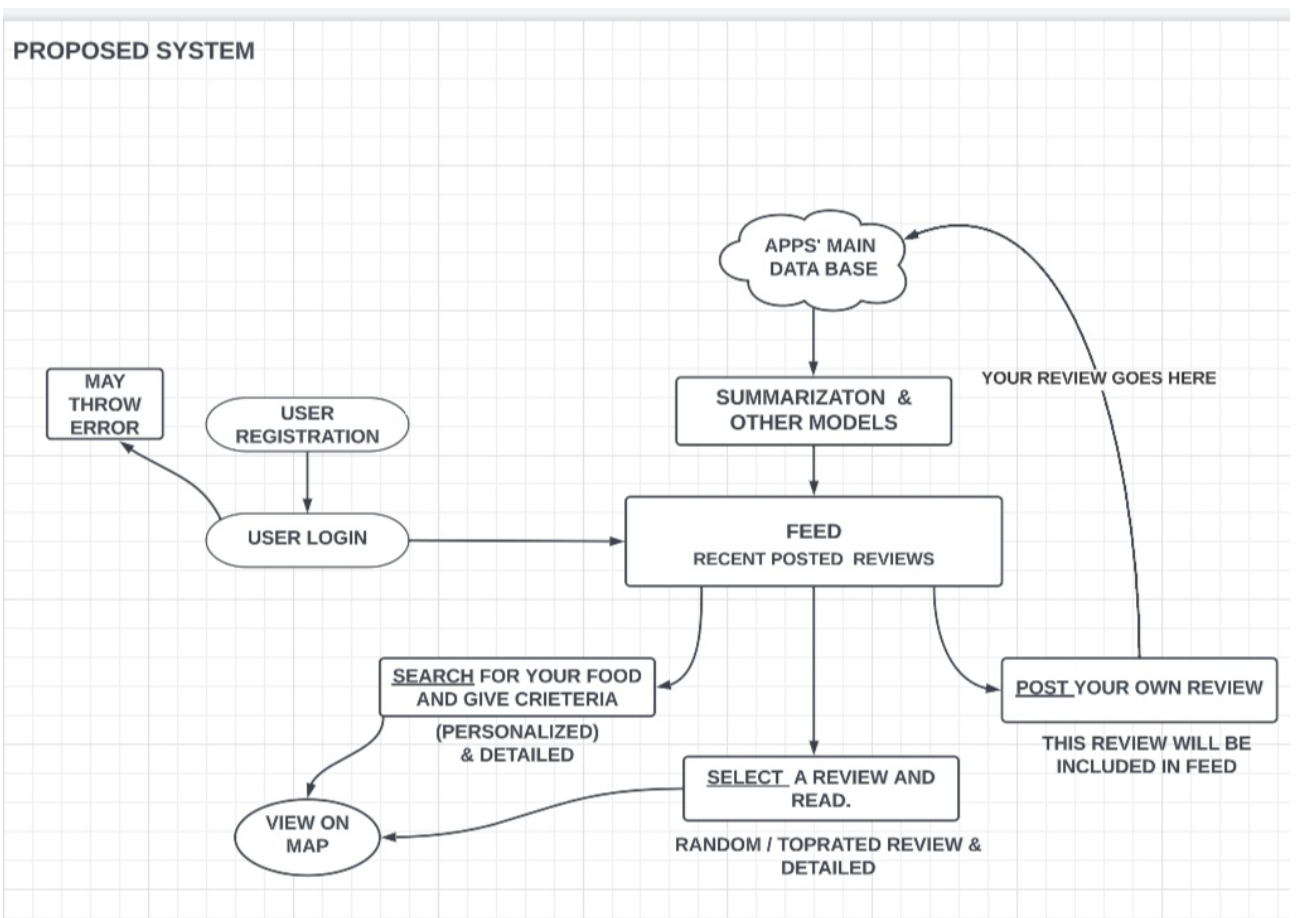 PROPOSED SYSTEM
APPS' MAIN
DATA BASE
YOUR REVIEW GOES HERE
MAY
THROW
ERROR
USER
REGISTRATION
SUMMARIZATON &
OTHER MODELS
USER LOGIN
FEED
RECENT POSTED REVIEWS
SEARCH FOR YOUR FOOD
AND GIVE CRIETERIA
(PERSONALIZED)
& DETAILED
POST YOUR OWN REVIEW
THIS REVIEW WILL BE
INCLUDED IN FEED
SELECT A REVIEW AND
READ.
RANDOM / TOPRATED REVIEW &
DETAILED
VIEW ON
MAP